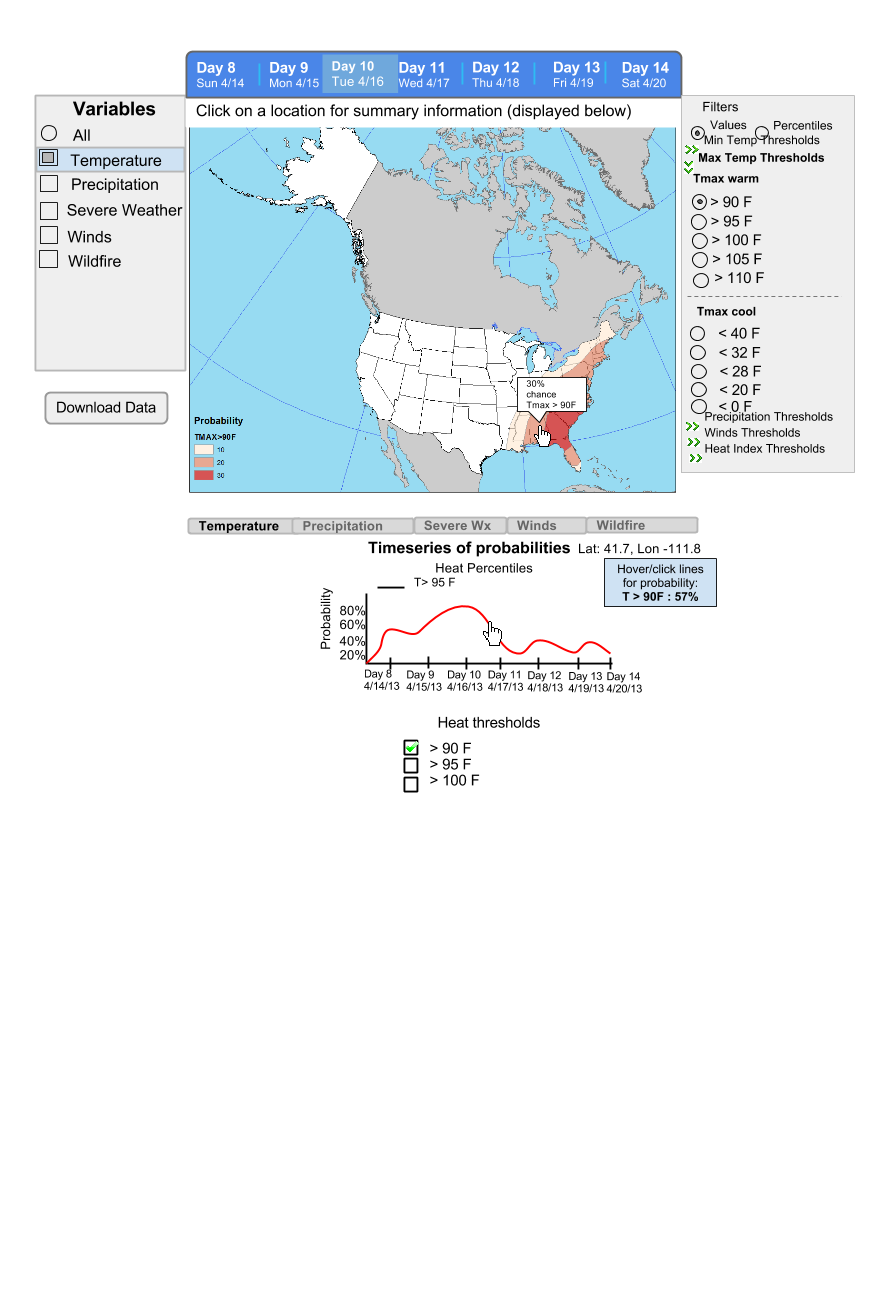 Day 8 Day 9 Day 10 Day 11 Day 12 Day 13 Day 14
Sun 4/14 Mon 4/15 Tue 4/16 Wed 4/17 Thu 4/18 Fri 4/19 Sat 4/20
Variables
All
Temperature
Precipitation
Severe Weather
Winds
Wildfire
Download Data
Click on a location for summary information (displayed below)
30%
chance
Tmax > 90F
Probability
TMAX>90F
10
20
30
Filters
Values Percentiles
Min Temp Thresholds
Max Temp Thresholds
Tmax warm
> 90 F
> 95 F
> 100 F
> 105 F
> 110 F
Tmax cool
< 40 F
< 32 F
< 28 F
< 20 F
< 0 F
Precipitation Thresholds
Winds Thresholds
Heat Index Thresholds
Temperature Precipitation Severe Wx Winds Wildfire
Timeseries of probabilities Lat: 41.7, Lon -111.8
Hover/click lines
for probability:
T > 90F : 57%
Heat Percentiles
T> 95 F
Probability
80%
60%
40%
20%
Day 8 Day 9 Day 10 Day 11 Day 12 Day 13 Day 14
4/14/13 4/15/13 4/16/13 4/17/13 4/18/13 4/19/13 4/20/13
Heat thresholds
> 90 F
> 95 F
> 100 F